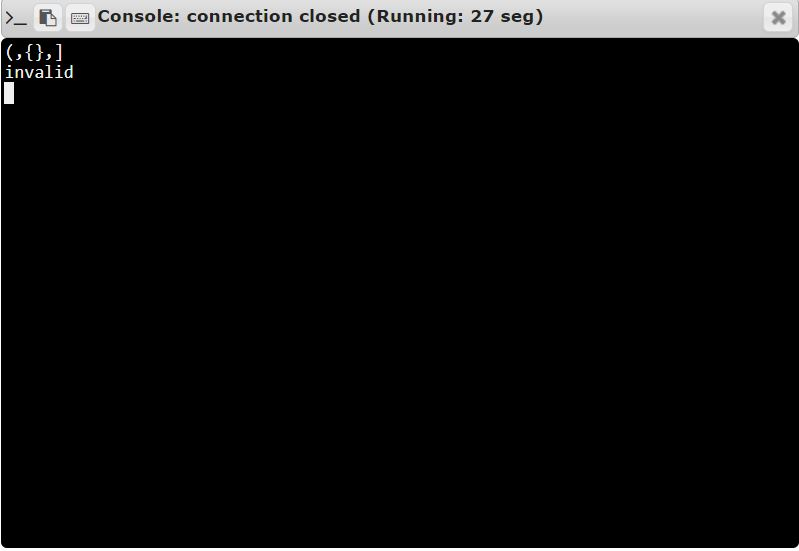 Console: connection closed (Running: 27 seg)
(,{},]
invalid